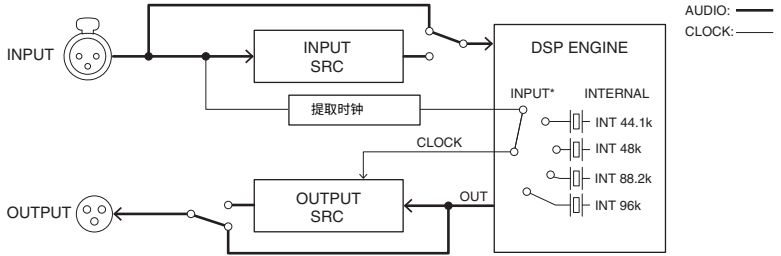 AUDIO:
CLOCK:
INPUT
INPUT
SRC
DSP ENGINE
INPUT*
INTERNAL
提取时钟
INT 44.1k
CLOCK
INT 48k
INT 88.2k
INT 96k
OUTPUT
OUTPUT
SRC
OUT